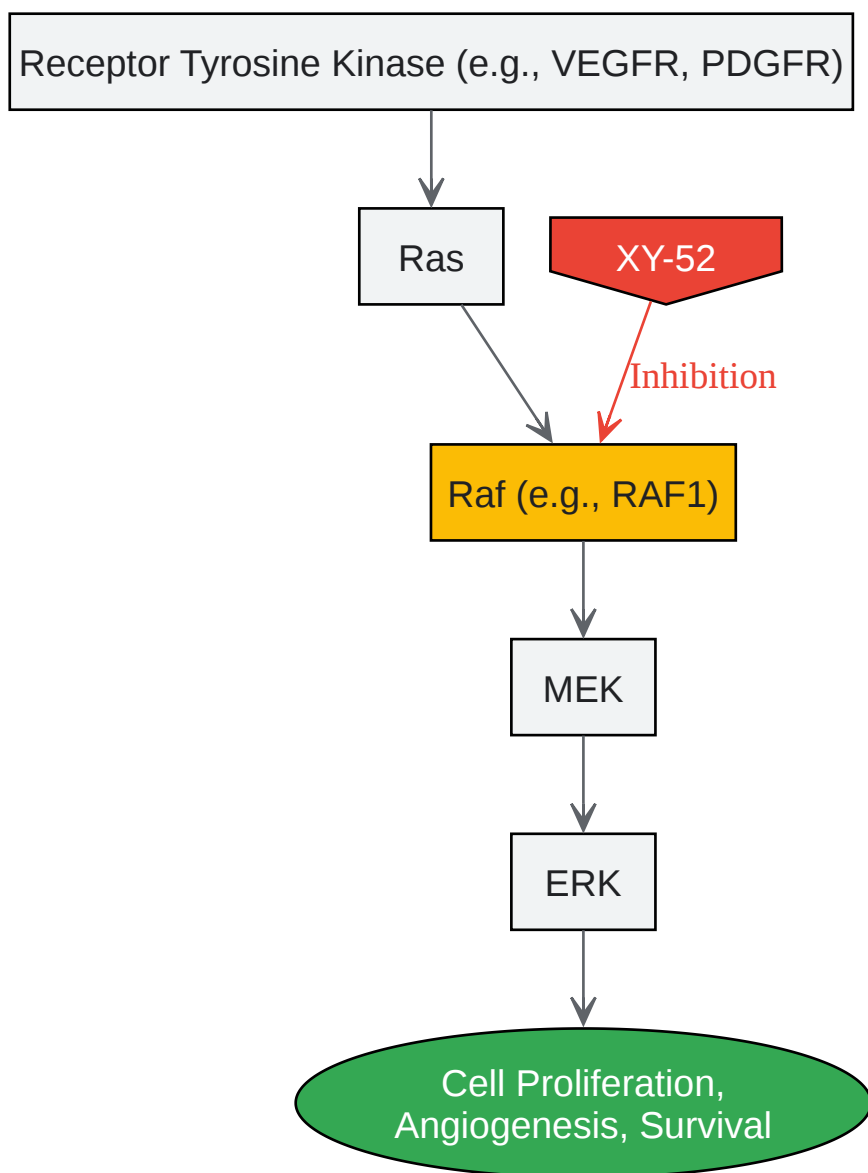 Receptor Tyrosine Kinase (e.g., VEGFR, PDGFR)
Ras
XY-52
Inhibition
Raf (e.g., RAF1)
MEK
ERK
Cell Proliferation,
Angiogenesis, Survival